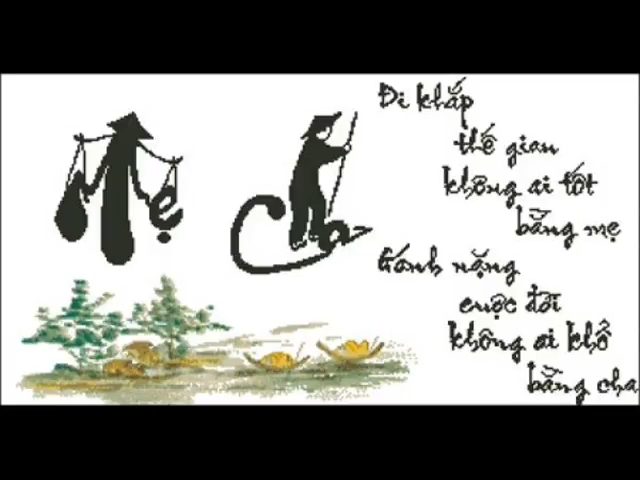 Mẹ Cha
Đi khắp
thế gian
không ai tốt
bằng mẹ
Gánh nặng
cuộc đời
không ai khổ
bằng cha